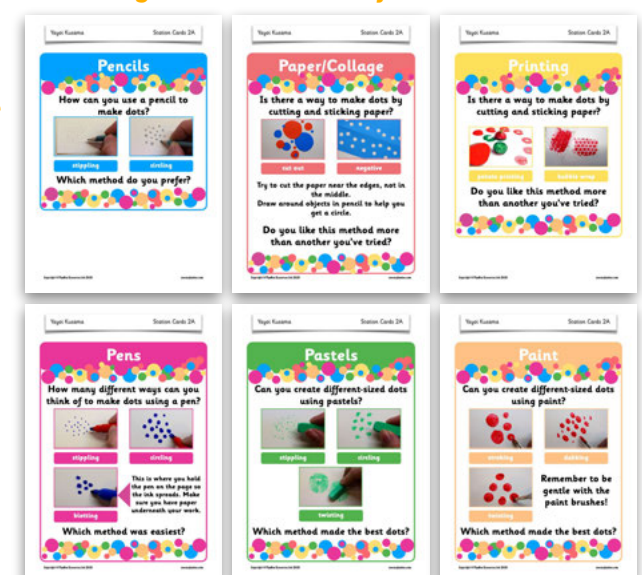 Yayoi Kusama Station Cards 2A
Pencils
How can you use a pencil to
make dots?
stippling circling
Which method do you prefer?
Yayoi Kusama Station Cards 2A
Paper/Collage
Is there a way to make dots by
cutting and sticking paper?
cut out negative
Try to cut the paper near the edges, not in
the middle.
Draw around objects in pencil to help you
get a circle.
Do you like this method more
than another you've tried?
Yayoi Kusama Station Cards 2A
Printing
Is there a way to make dots by
cutting and sticking paper?
potato printing bubble wrap
Do you like this method more
than another you've tried?
Yayoi Kusama Station Cards 2A
Pens
How many different ways can you
think of to make dots using a pen?
stippling circling
blotting
This is where you hold
the pen on the page so
the ink spreads. Make
sure you have paper
underneath your work.
Which method was easiest?
Yayoi Kusama Station Cards 2A
Pastels
Can you create different-sized dots
using pastels?
stippling circling
twisting
Which method made the best dots?
Yayoi Kusama Station Cards 2A
Paint
Can you create different-sized dots
using paint?
stroking dabbing
twisting
Remember to be
gentle with the
paint brushes!
Which method made the best dots?